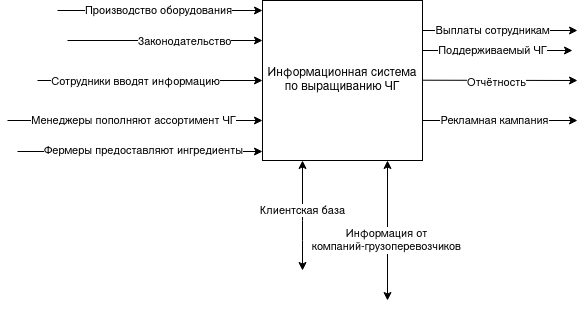 Производство оборудования
Законодательство
Сотрудники вводят информацию
Менеджеры пополняют ассортимент ЧГ
Фермеры предоставляют ингредиенты
Информационная система
по выращиванию ЧГ
Выплаты сотрудникам
Поддерживаемый ЧГ
Отчётность
Рекламная кампания
Клиентская база
Информация от
компаний-грузоперевозчиков